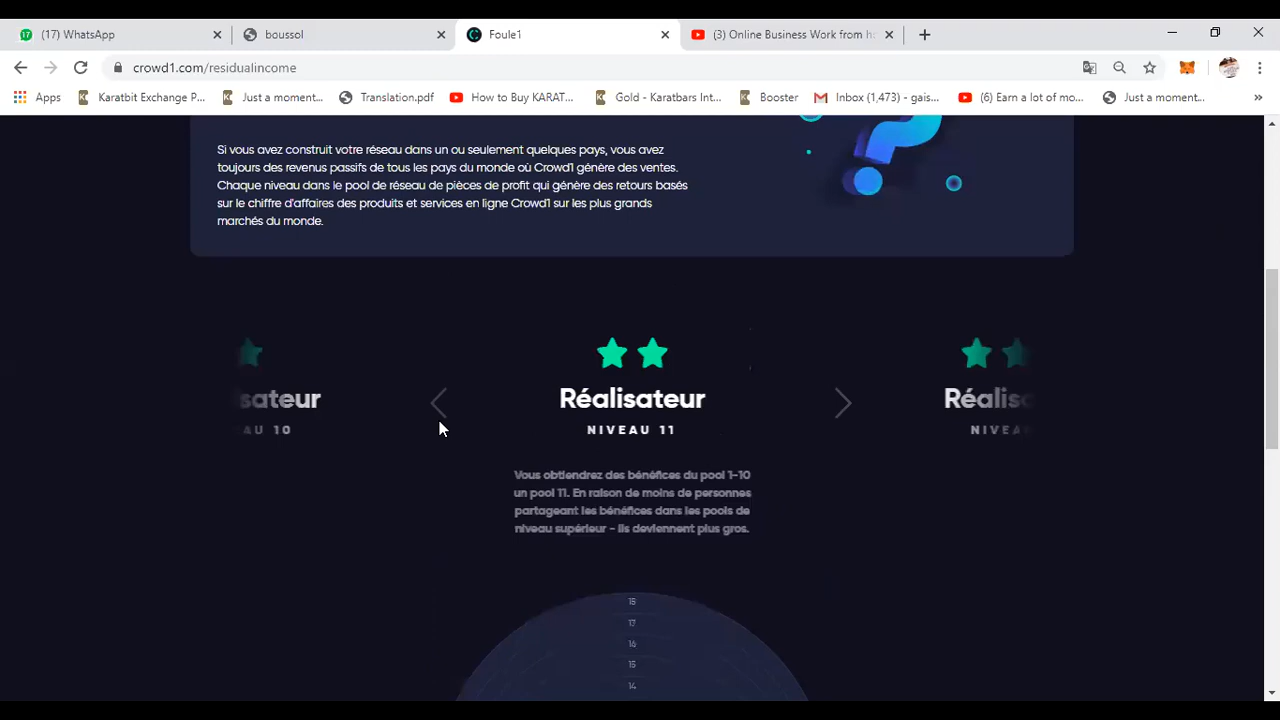 (17) WhatsApp
boussol
Foule1
(3) Online Business Work from h
crowd1.com/residualincome
Apps
Karatbit Exchange P...
Just a moment...
Translation.pdf
How to Buy KARAT...
Gold - Karatbars Int...
Booster
Inbox (1,473) - gais...
(6) Earn a lot of mo...
Just a moment...
Si vous avez construit votre réseau dans un ou seulement quelques pays, vous avez
toujours des revenus passifs de tous les pays du monde où Crowd1 génère des ventes.
Chaque niveau dans le pool de réseau de pièces de profit qui génère des retours basés
sur le chiffre d'affaires des produits et services en ligne Crowd1 sur les plus grands
marchés du monde.
sateur
AU 10
Réalisateur
NIVEAU 11
Réalisa
NIVEA
Vous obtiendrez des bénéfices du pool 1-10
un pool 11. En raison de moins de personnes
partageant les bénéfices dans les pools de
niveau supérieur - ils deviennent plus gros.
18
17
16
15
14